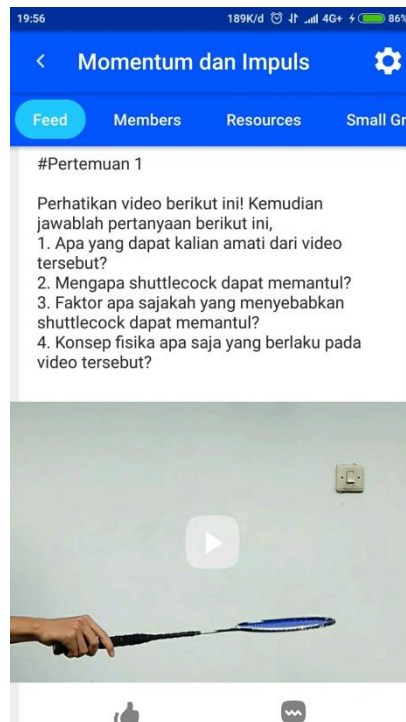 19:56 189K/d 4G+ 86%
Momentum dan Impuls
Feed Members Resources Small Gr
#Pertemuan 1
Perhatikan video berikut ini! Kemudian
jawablah pertanyaan berikut ini,
1. Apa yang dapat kalian amati dari video
tersebut?
2. Mengapa shuttlecock dapat memantul?
3. Faktor apa sajakah yang menyebabkan
shuttlecock dapat memantul?
4. Konsep fisika apa saja yang berlaku pada
video tersebut?